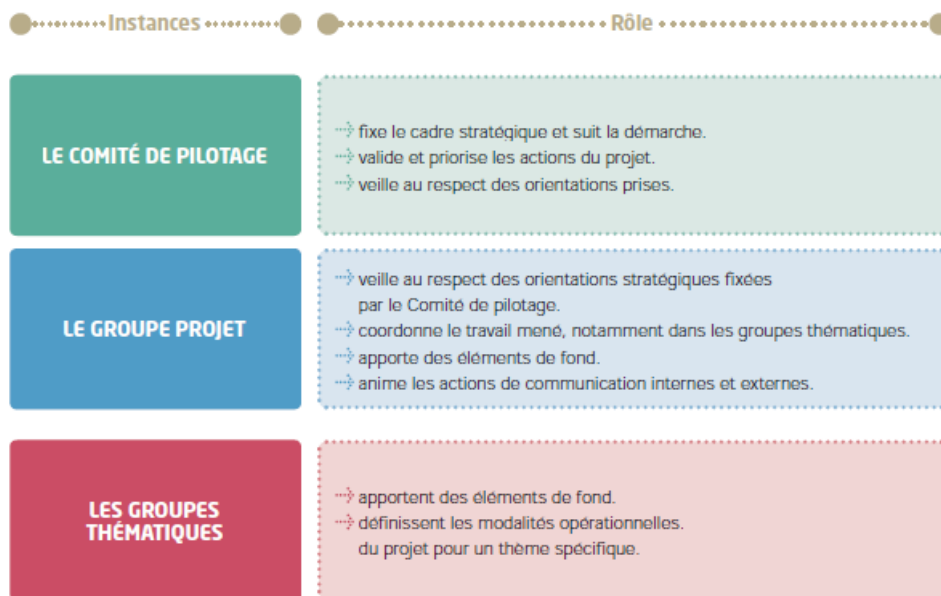 Instances
Rôle
LE COMITÉ DE PILOTAGE
fixe le cadre stratégique et suit la démarche.
valide et priorise les actions du projet.
veille au respect des orientations prises.
LE GROUPE PROJET
veille au respect des orientations stratégiques fixées
par le Comité de pilotage.
coordonne le travail mené, notamment dans les groupes thématiques.
apporte des éléments de fond.
anime les actions de communication internes et externes.
LES GROUPES
THÉMATIQUES
apportent des éléments de fond.
définissent les modalités opérationnelles.
du projet pour un thème spécifique.